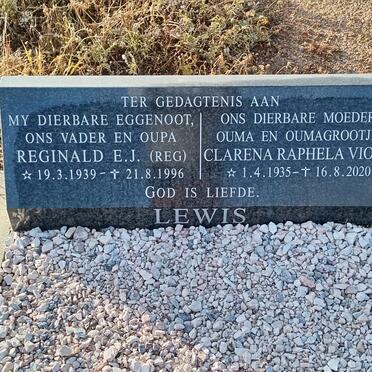 TER GEDAGTENIS AAN
MY DIERBARE EGGENOOT,
ONS VADER EN OUPA
REGINALD E.J. (REG)
☆ 19.3.1939 - ✝ 21.8.1996
ONS DIERBARE MOEDER
OUMA EN OUMAGROOTJ
CLARENA RAPHELA VIO
☆ 1.4.1935 - ✝ 16.8.2020
GOD IS LIEFDE.
LEWIS